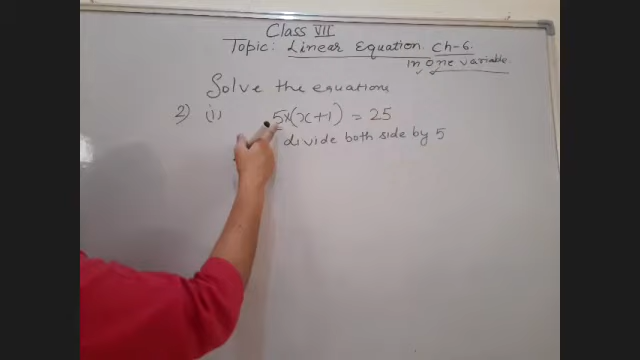 Class VII
Topic: Linear Equation. Ch-6.
in one variable
Solve the equations
2) (i) 5×(x+1) = 25
divide both side by 5